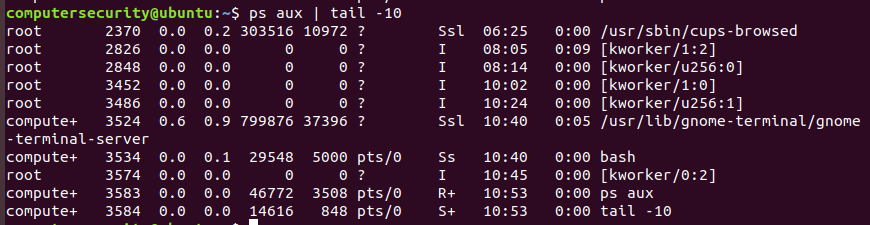 computersecurity@ubuntu:~$ ps aux | tail -10
root      2370  0.0  0.2 303516 10972 ?        Ssl  06:25   0:00 /usr/sbin/cups-browsed
root      2826  0.0  0.0      0     0 ?        I    08:05   0:09 [kworker/1:2]
root      2848  0.0  0.0      0     0 ?        I    08:14   0:00 [kworker/u256:0]
root      3452  0.0  0.0      0     0 ?        I    10:02   0:00 [kworker/1:0]
root      3486  0.0  0.0      0     0 ?        I    10:24   0:00 [kworker/u256:1]
compute+  3524  0.6  0.9 799876 37396 ?        Ssl  10:40   0:05 /usr/lib/gnome-terminal/gnome
-terminal-server
compute+  3534  0.0  0.1  29548  5000 pts/0    Ss   10:40   0:00 bash
root      3574  0.0  0.0      0     0 ?        I    10:45   0:00 [kworker/0:2]
compute+  3583  0.0  0.0  46772  3508 pts/0    R+   10:53   0:00 ps aux
compute+  3584  0.0  0.0  14616   848 pts/0    S+   10:53   0:00 tail -10